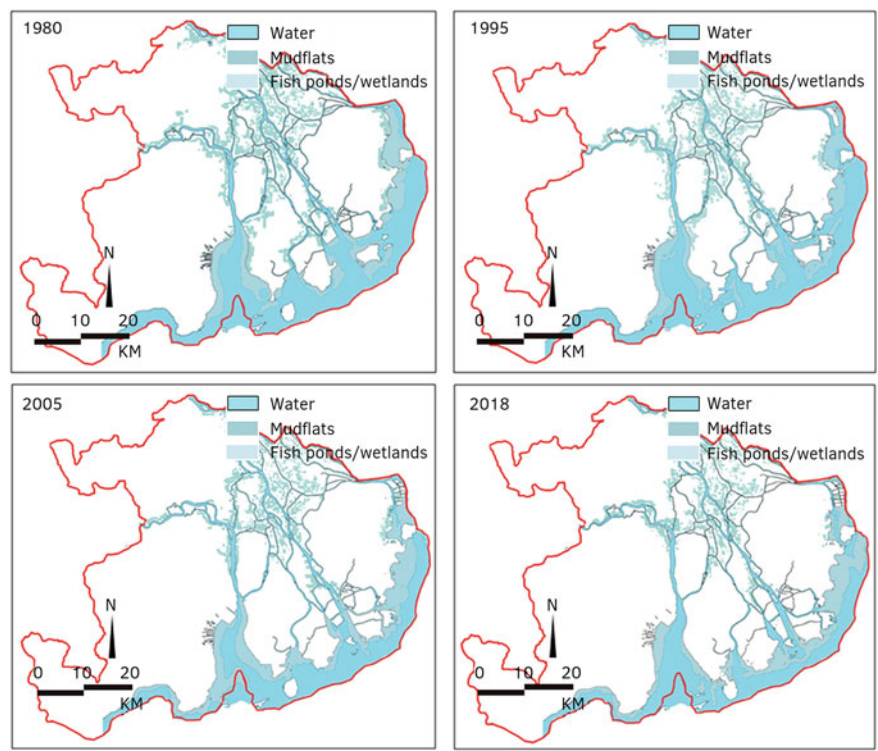 1980
Water
Mudflats
Fish ponds/wetlands
N
0 10 20
KM
1995
Water
Mudflats
Fish ponds/wetlands
N
0 10 20
KM
2005
Water
Mudflats
Fish ponds/wetlands
N
0 10 20
KM
2018
Water
Mudflats
Fish ponds/wetlands
N
0 10 20
KM